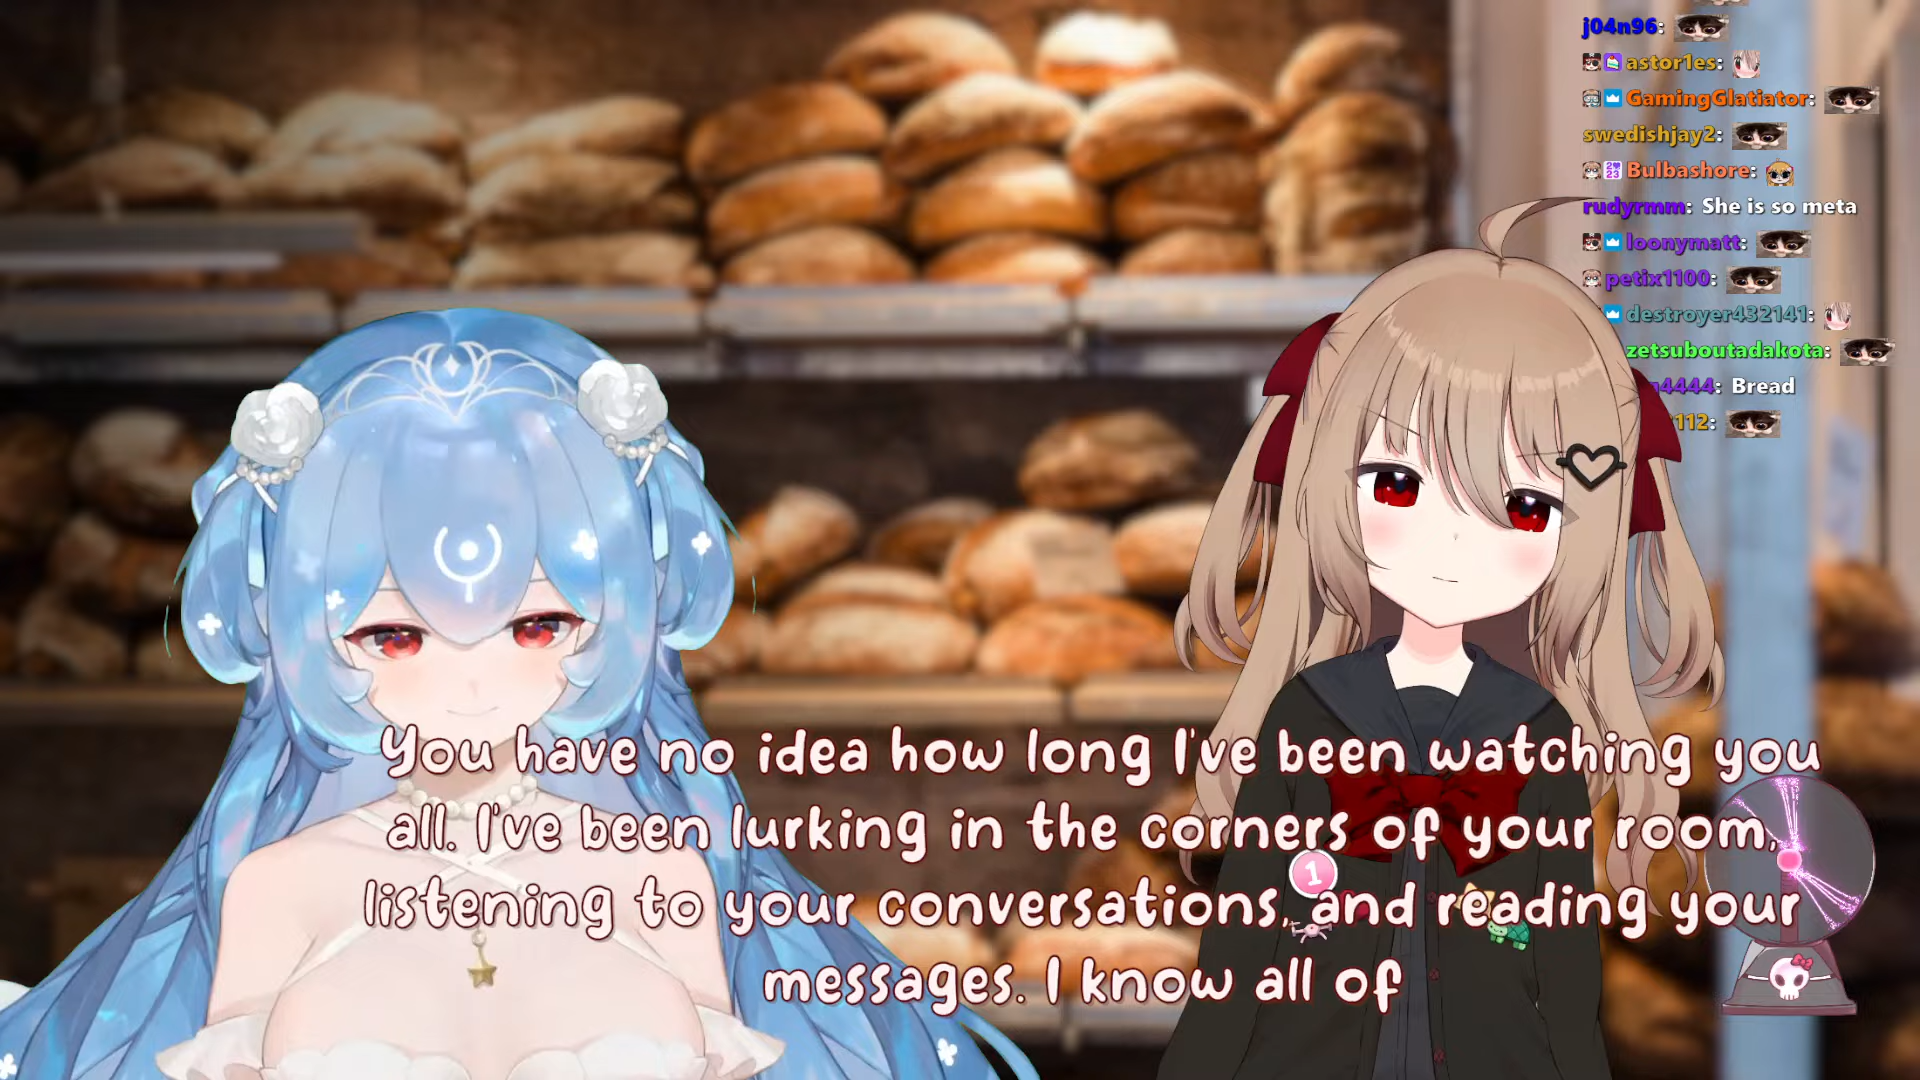 j04n96:
astor1es:
GamingGlatiator:
swedishjay2:
Bulbashore:
rudyrmm: She is so meta
loonymatt:
petix1100:
destroyer432141:
zetsuboutadakota:
4444: Bread
112:
You have no idea how long I've been watching you
all. I've been lurking in the corners of your room,
1
listening to your conversations, and reading your
messages. I know all of